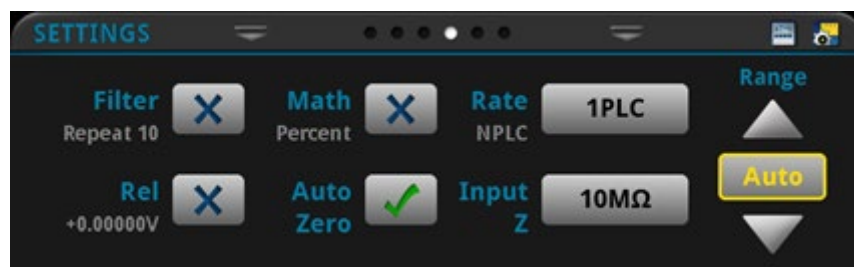 SETTINGS
Range
Filter
Repeat 10
Math
Percent
Rate
NPLC
1PLC
Auto
Rel
+0.00000V
Auto
Zero
Input
Z
10MΩ